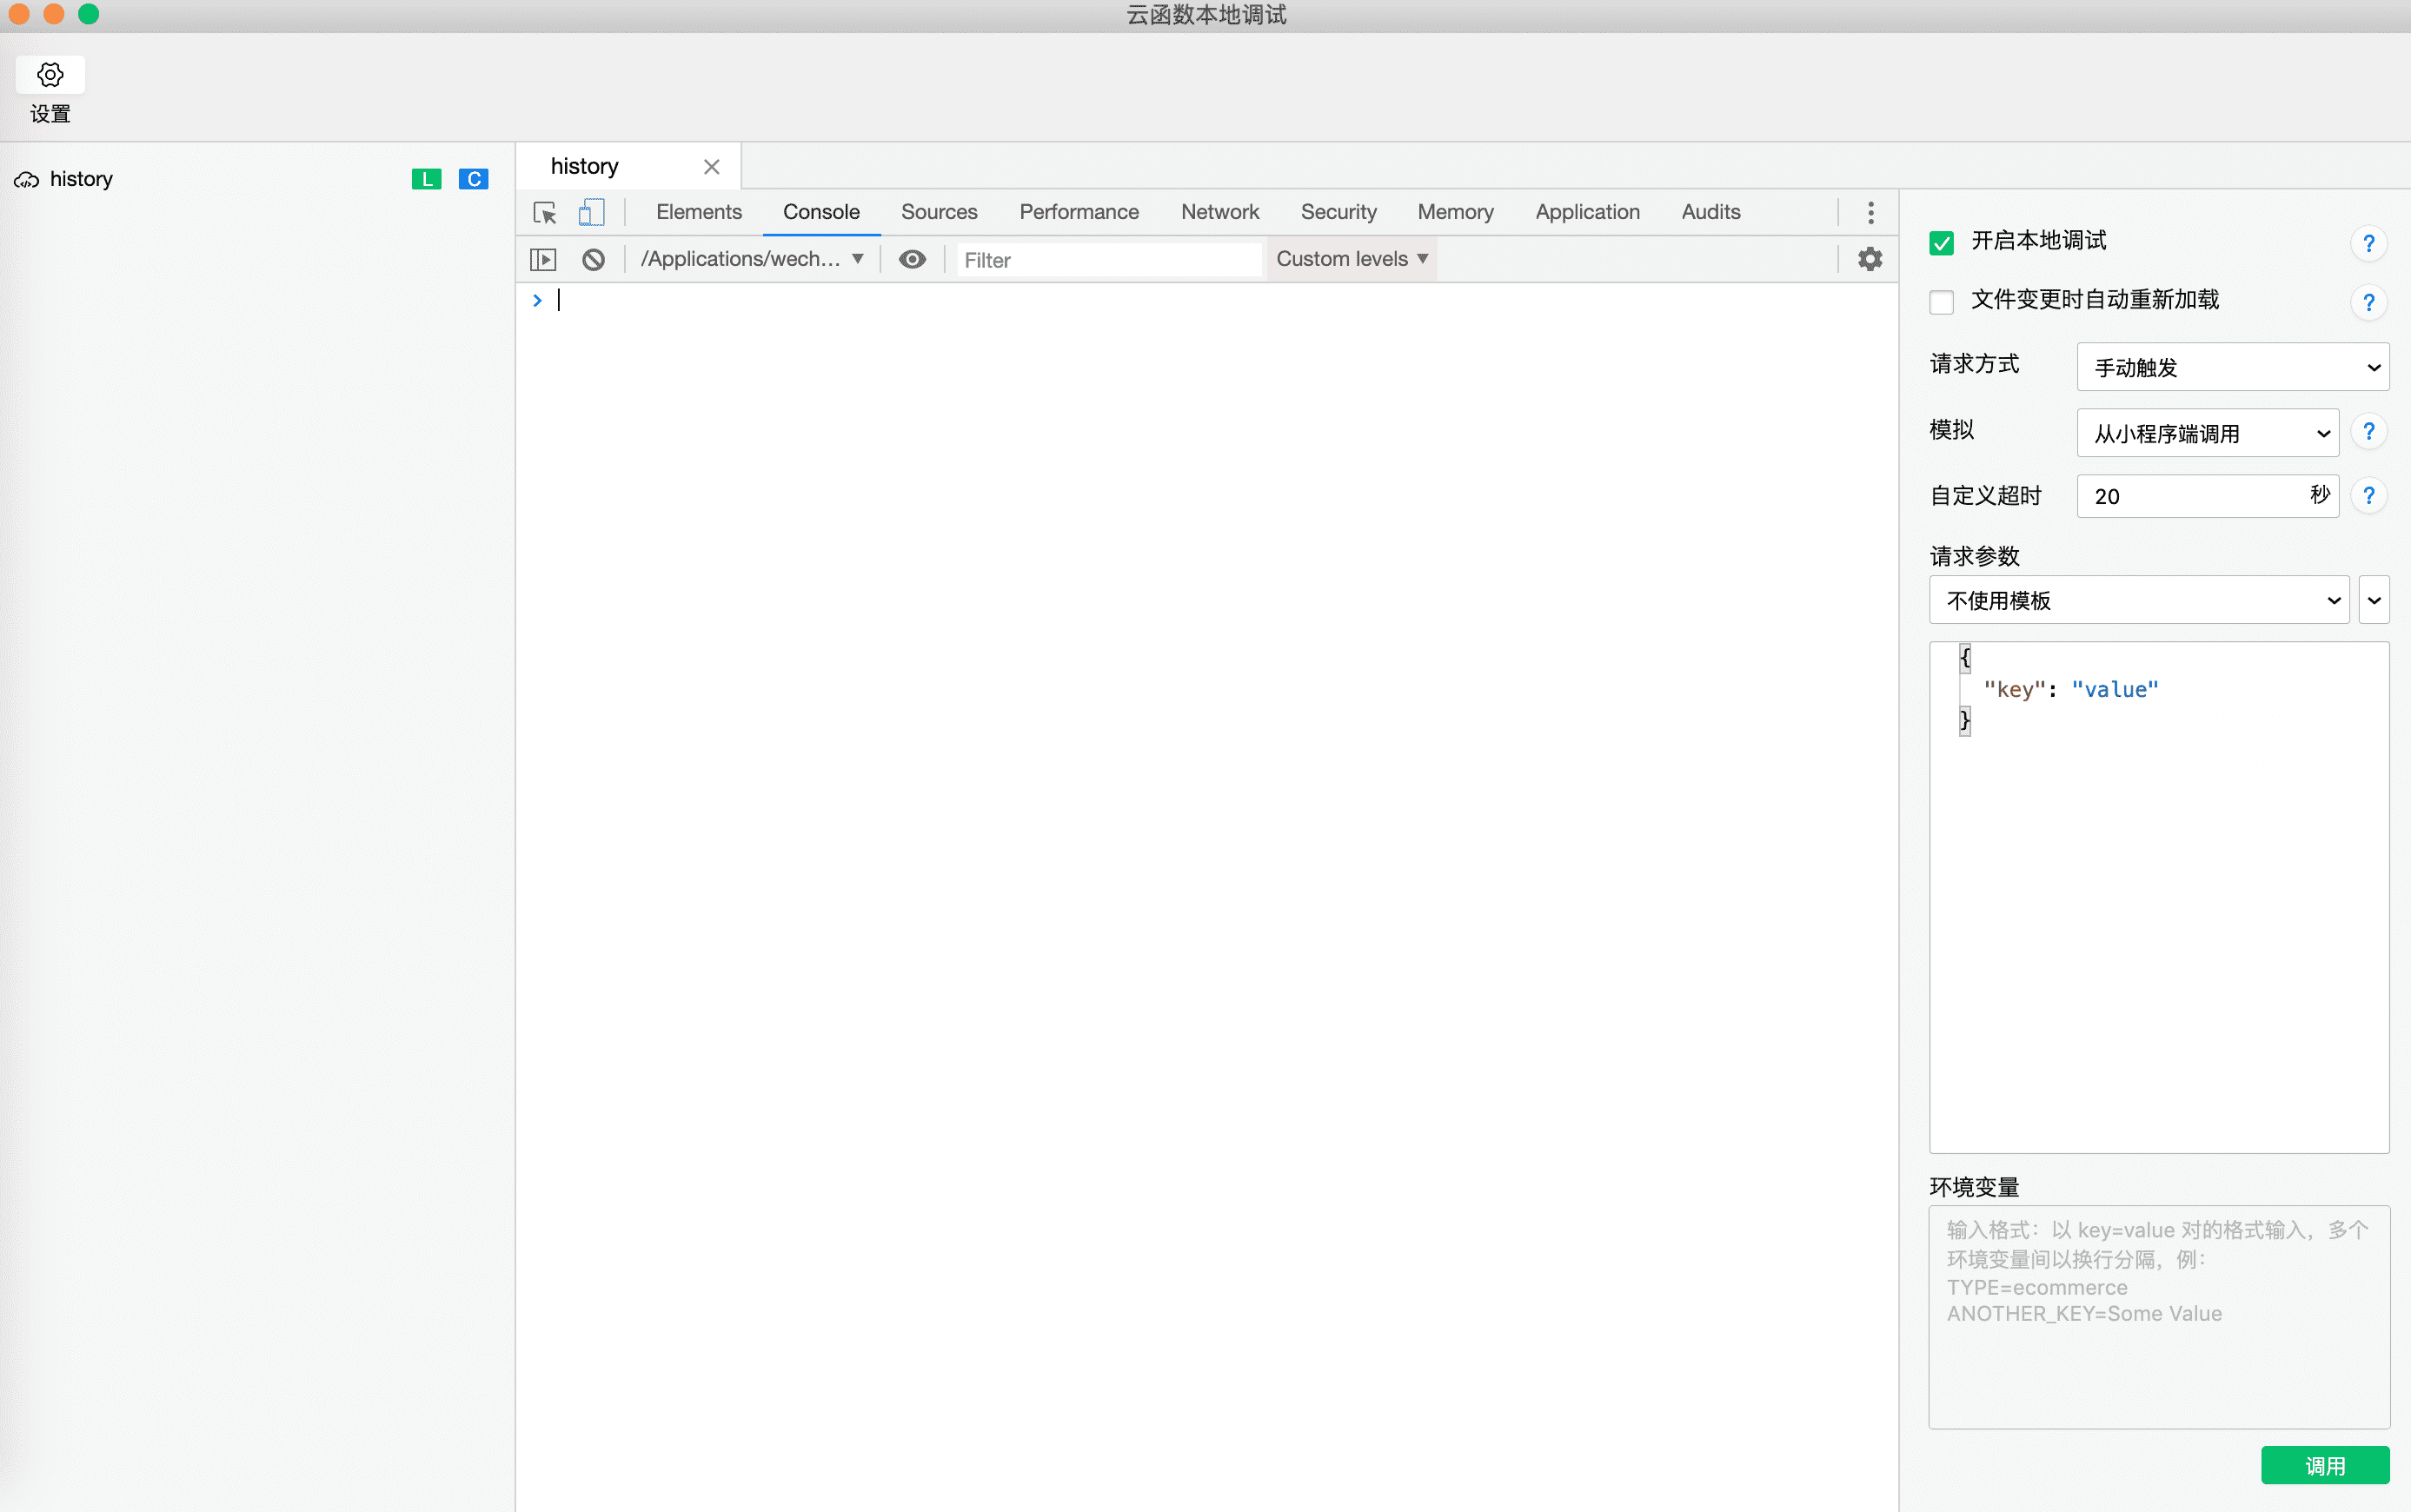 云函数本地调试
设置
history
L
C
history
Elements
Console
Sources
Performance
Network
Security
Memory
Application
Audits
/Applications/wech...
Filter
Custom levels
开启本地调试
?
文件变更时自动重新加载
?
请求方式
手动触发
模拟
从小程序端调用
?
自定义超时
20
秒
?
请求参数
不使用模板
{
"key": "value"
}
环境变量
输入格式：以 key=value 对的格式输入，多个
环境变量间以换行分隔，例：
TYPE=ecommerce
ANOTHER_KEY=Some Value
调用